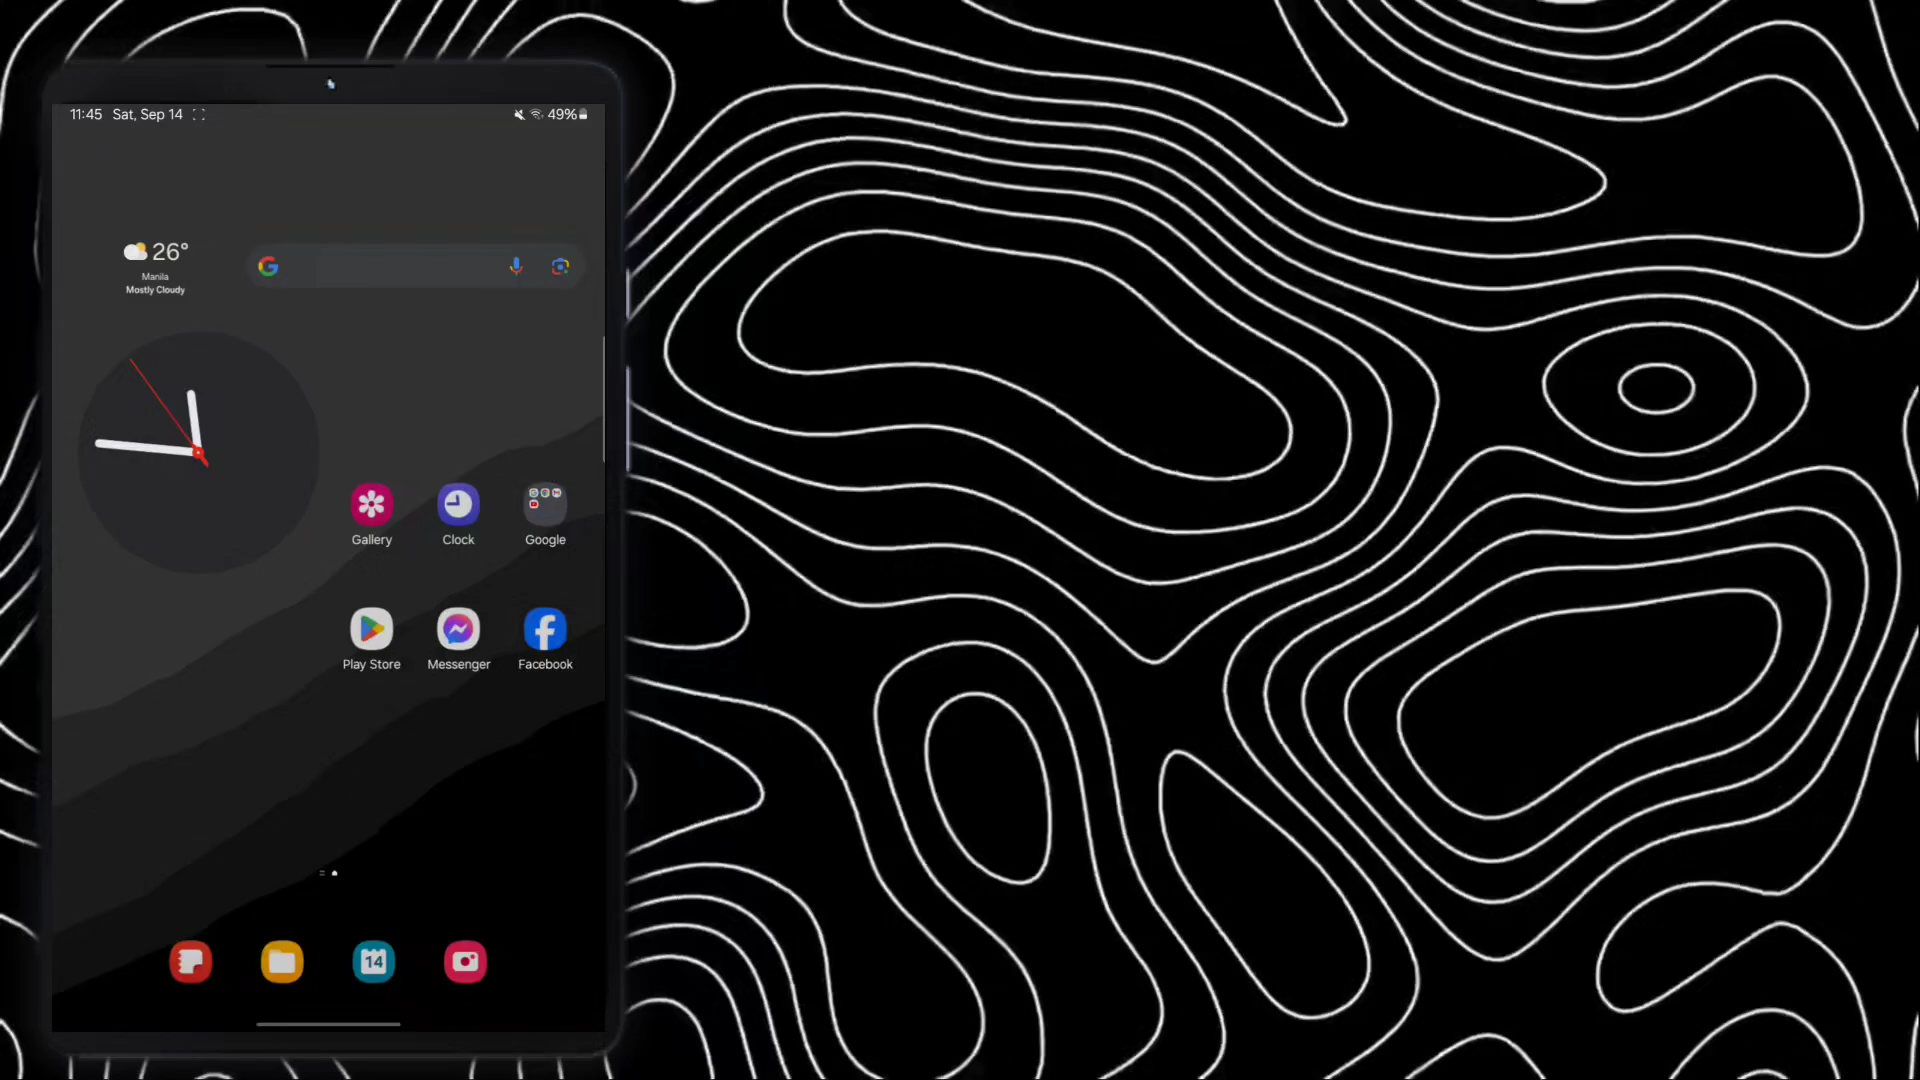 11:45 Sat, Sep 14
49%
26°
Manila
Mostly Cloudy
Gallery
Clock
Google
Play Store
Messenger
Facebook
14